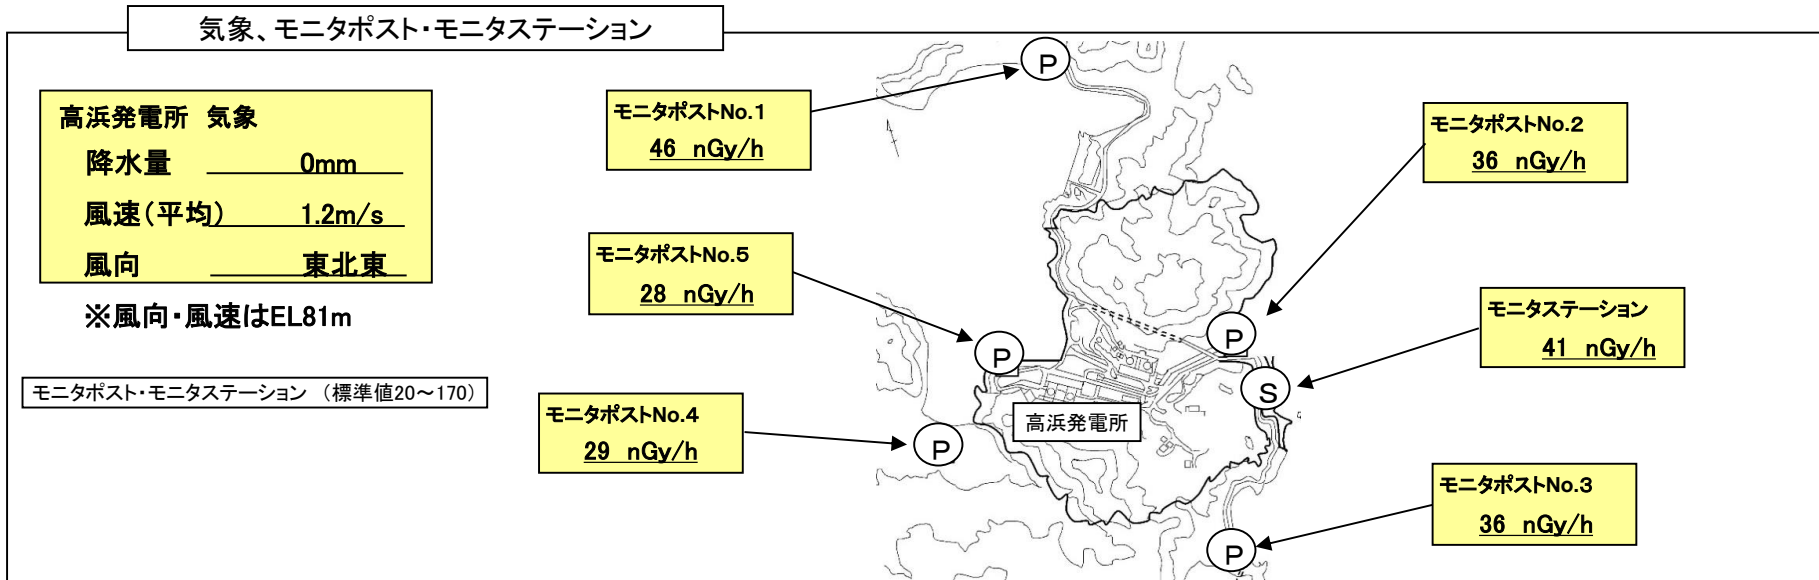 気象、モニタポスト・モニタステーション
高浜発電所 気象
降水量 0mm
風速(平均) 1.2m/s
風向 東北東
※風向・風速はEL81m
モニタポスト・モニタステーション (標準値20～170)
モニタポストNo.1
46 nGy/h
モニタポストNo.2
36 nGy/h
モニタポストNo.5
28 nGy/h
モニタステーション
41 nGy/h
モニタポストNo.4
29 nGy/h
モニタポストNo.3
36 nGy/h
高浜発電所
P
P
P
S
P
P